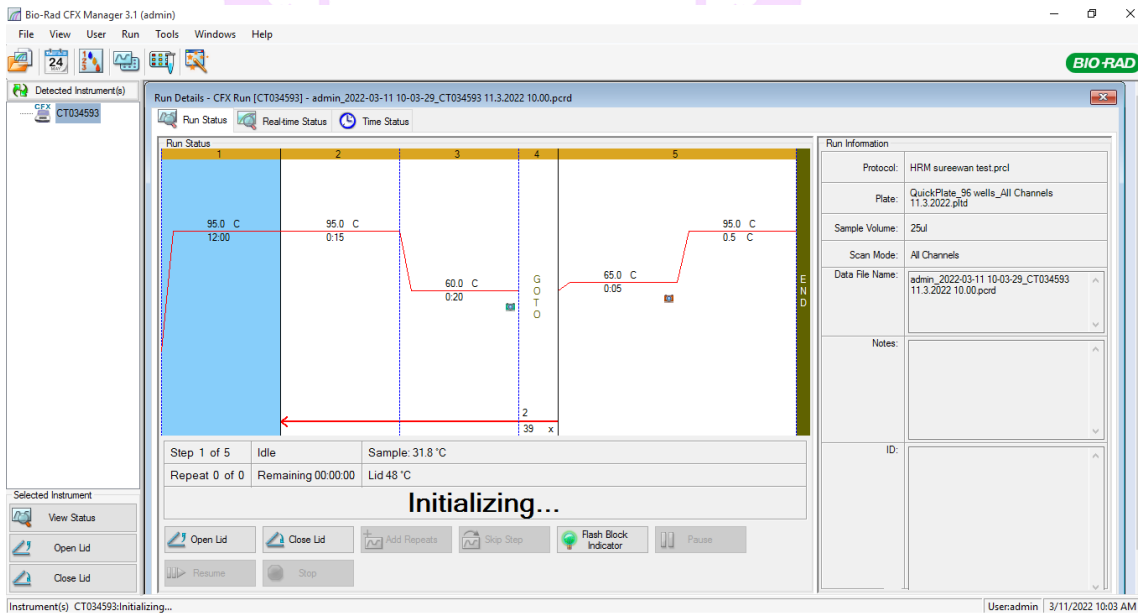 Bio-Rad CFX Manager 3.1 (admin)
File View User Run Tools Windows Help
24
BIO-RAD
Detected Instrument(s)
CFX
CT034593
Run Details - CFX Run [CT034593] - admin_2022-03-11 10-03-29_CT034593 11.3.2022 10.00.pcrd
Run Status Real-time Status Time Status
Run Status
1 2 3 4 5
95.0 C
12:00
95.0 C
0:15
60.0 C
0:20
GOTO
2
39 x
65.0 C
0:05
95.0 C
0.5 C
END
Step 1 of 5 Idle Sample: 31.8 °C
Repeat 0 of 0 Remaining 00:00:00 Lid 48 °C
Initializing...
Open Lid Close Lid Add Repeats Skip Step Flash Block Indicator Pause
Resume Stop
Run Information
Protocol: HRM sureewan test.prcl
Plate: QuickPlate_96 wells_All Channels
11.3.2022.pltd
Sample Volume: 25ul
Scan Mode: All Channels
Data File Name: admin_2022-03-11 10-03-29_CT034593
11.3.2022 10.00.pcrd
Notes:
ID:
Selected Instrument
View Status
Open Lid
Close Lid
Instrument(s) CT034593:Initializing...
User:admin 3/11/2022 10:03 AM